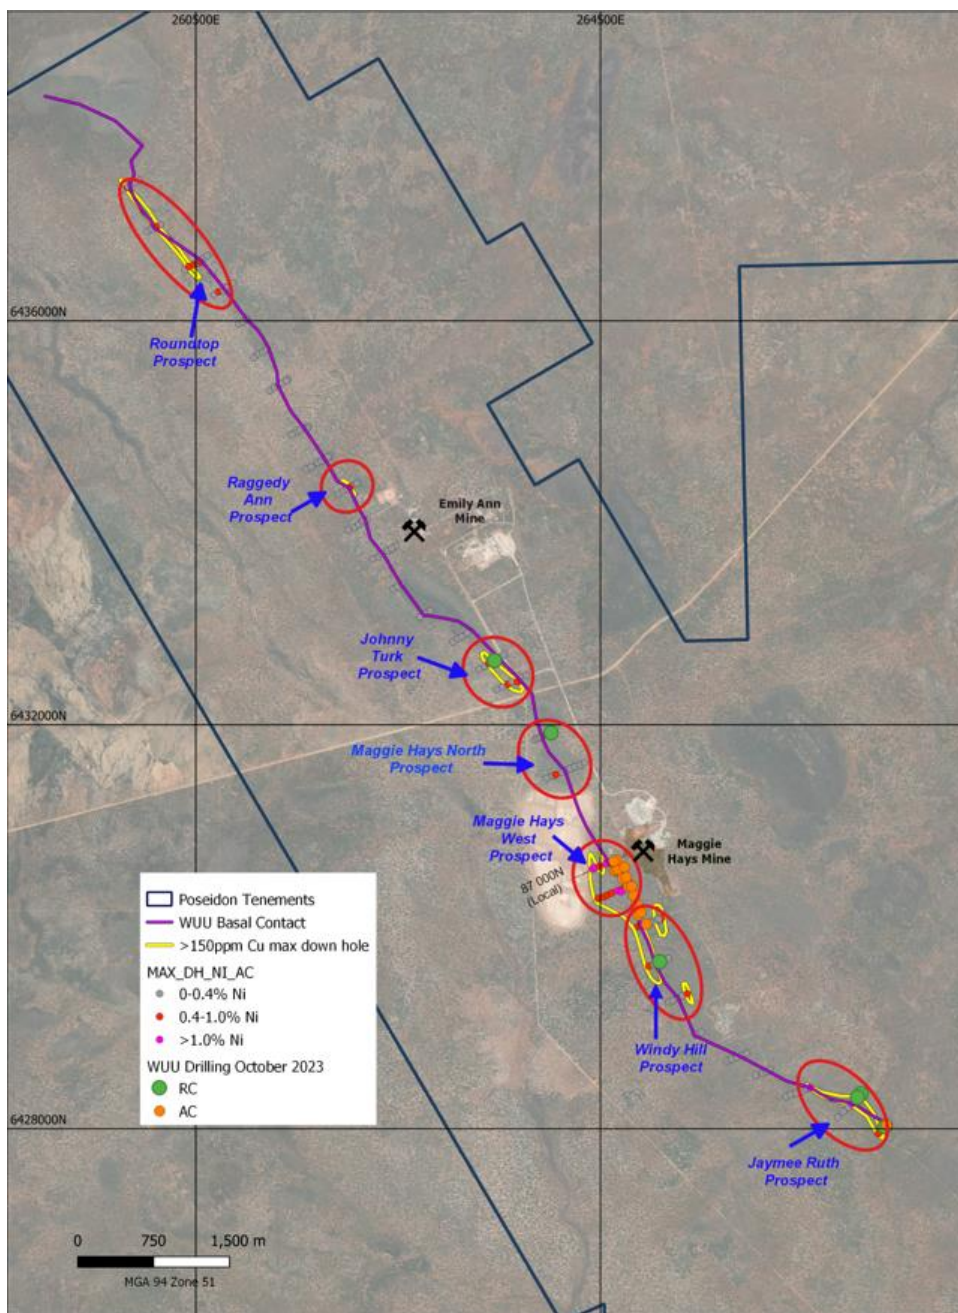 260500E
264500E
6436000N
Roundtop
Prospect
Raggedy
Ann
Prospect
Emily Ann
Mine
Johnny
Turk
Prospect
6432000N
Maggie Hays North
Prospect
Maggie Hays
West
Prospect
Maggie
Hays Mine
87 000N
(Local)
Poseidon Tenements
WUU Basal Contact
>150ppm Cu max down hole
MAX_DH_NI_AC
0-0.4% Ni
0.4-1.0% Ni
>1.0% Ni
WUU Drilling October 2023
RC
AC
Windy Hill
Prospect
6428000N
Jaymee Ruth
Prospect
0 750 1,500 m
MGA 94 Zone 51